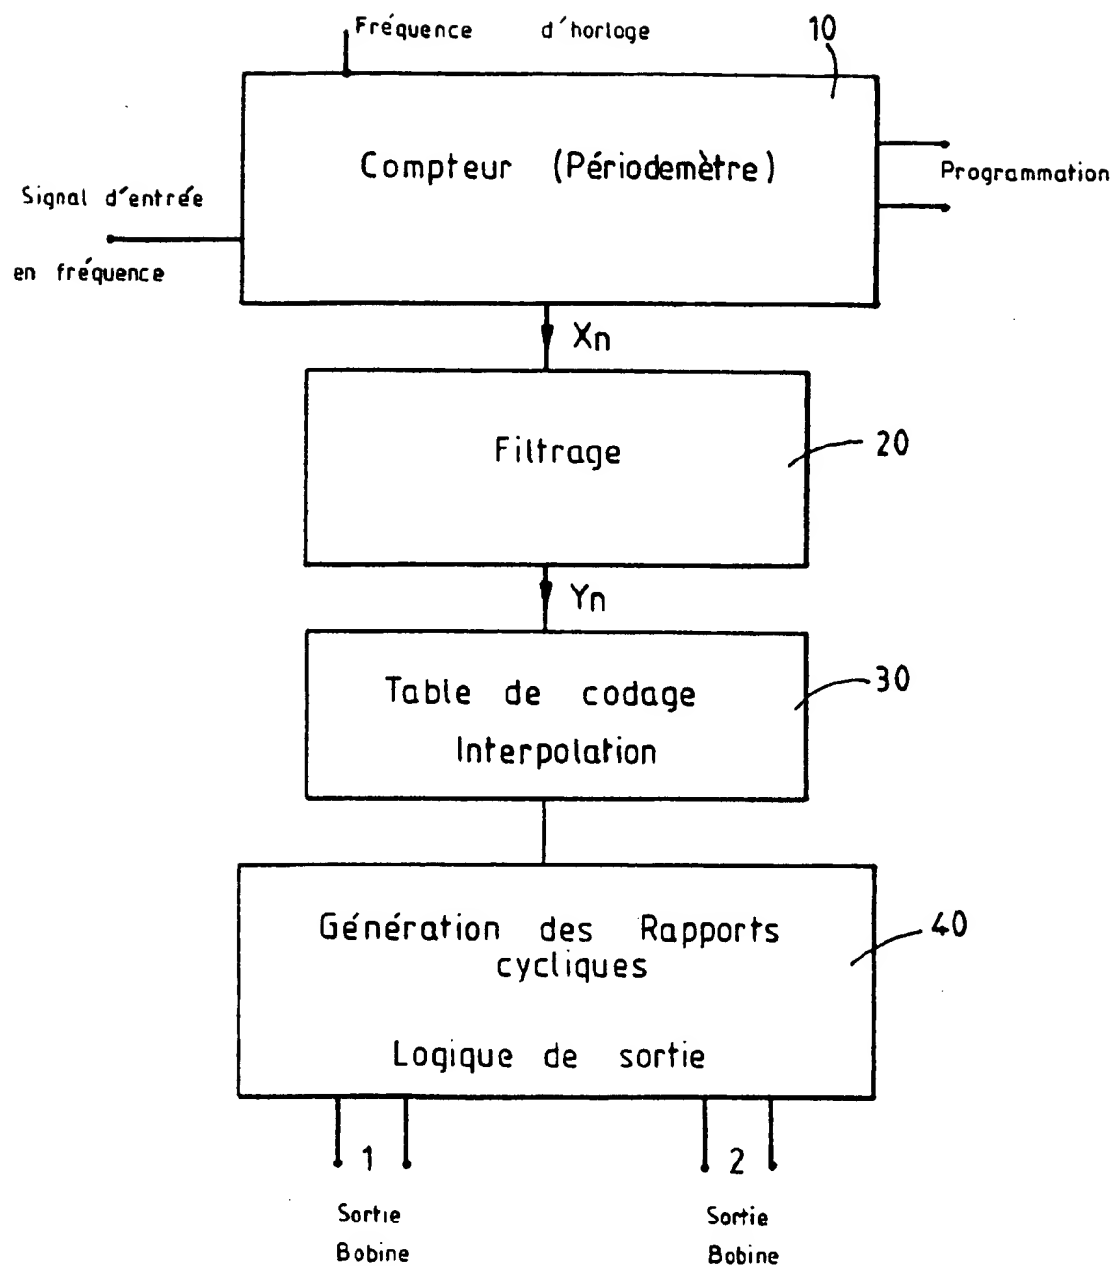 Fréquence d'horloge
10
Compteur (Périodemètre)
Programmation
Signal d'entrée
en fréquence
Xn
Filtrage
20
Yn
Table de codage
30
Interpolation
Génération des Rapports
40
cycliques
Logique de sortie
1
2
Sortie
Sortie
Bobine
Bobine